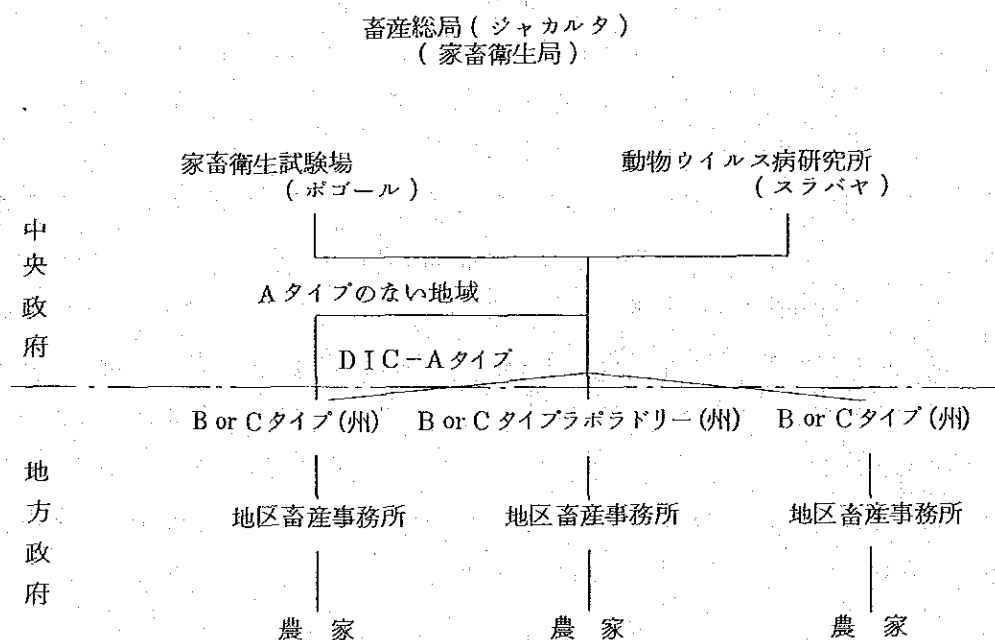 畜産総局(ジャカルタ)
(家畜衛生局)
家畜衛生試験場
(ボゴール)
動物ウイルス病研究所
(スラバヤ)
中央政府
Aタイプのない地域
DIC-Aタイプ
B or Cタイプ(州) B or Cタイプラボラドリー(州) B or Cタイプ(州)
地方政府
地区畜産事務所 地区畜産事務所 地区畜産事務所
農家 農家 農家